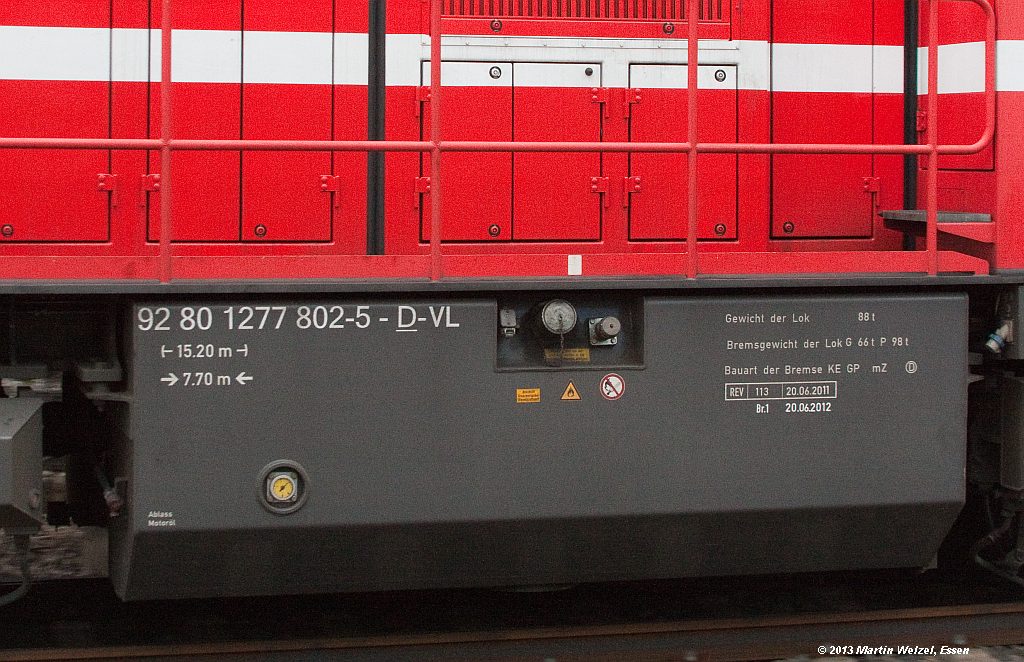 92 80 1277 802-5 - D-VL
15.20 m
7.70 m
Gewicht der Lok 88 t
Bremsgewicht der Lok G 66 t P 98 t
Bauart der Bremse KE GP mZ D
REV 113 20.06.2011
Br.1 20.06.2012
Ablass
Motoröl
© 2013 Martin Welzel, Essen